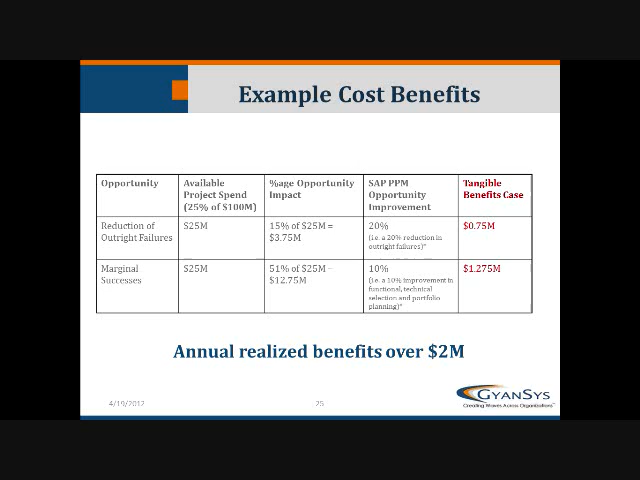 Example Cost Benefits
Opportunity
Available
Project Spend
(25% of $100M)
%age Opportunity
Impact
SAP PPM
Opportunity
Improvement
Tangible
Benefits Case
Reduction of
Outright Failures
$25M
15% of $25M =
$3.75M
20%
(i.e. a 20% reduction in
outright failures)*
$0.75M
Marginal
Successes
$25M
51% of $25M –
$12.75M
10%
(i.e. a 10% improvement in
functional, technical
selection and portfolio
planning)*
$1.275M
Annual realized benefits over $2M
4/19/2012
25
GyanSys
Creating Waves Across Organizations™